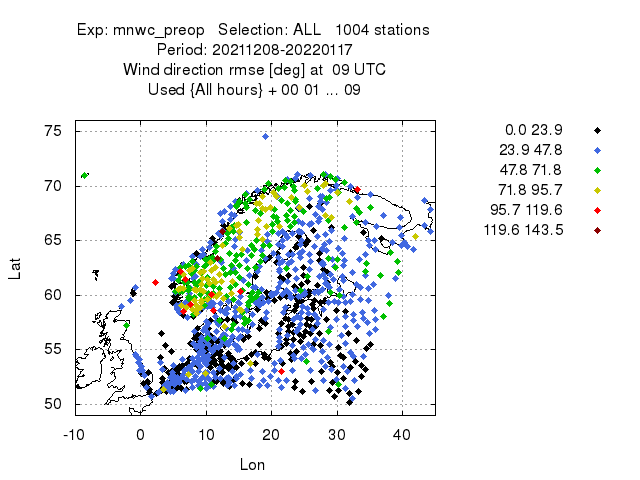 Exp: mnwc_preop   Selection: ALL   1004 stations
Period: 20211208-20220117
Wind direction rmse [deg] at  09 UTC
Used {All hours} + 00 01 ... 09
0.0 23.9
23.9 47.8
47.8 71.8
71.8 95.7
95.7 119.6
119.6 143.5
75
70
65
60
55
50
Lat
-10 0 10 20 30 40
Lon